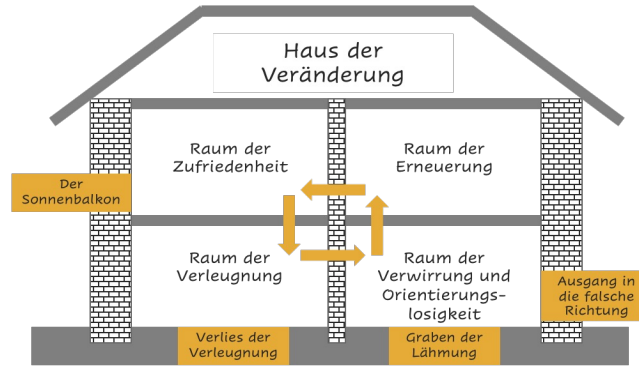 Haus der
Veränderung
Raum der
Zufriedenheit
Raum der
Erneuerung
Der
Sonnenbalkon
Raum der
Verleugnung
Raum der
Verwirrung und
Orientierungs-
losigkeit
Ausgang in
die falsche
Richtung
Verlies der
Verleugnung
Graben der
Lähmung